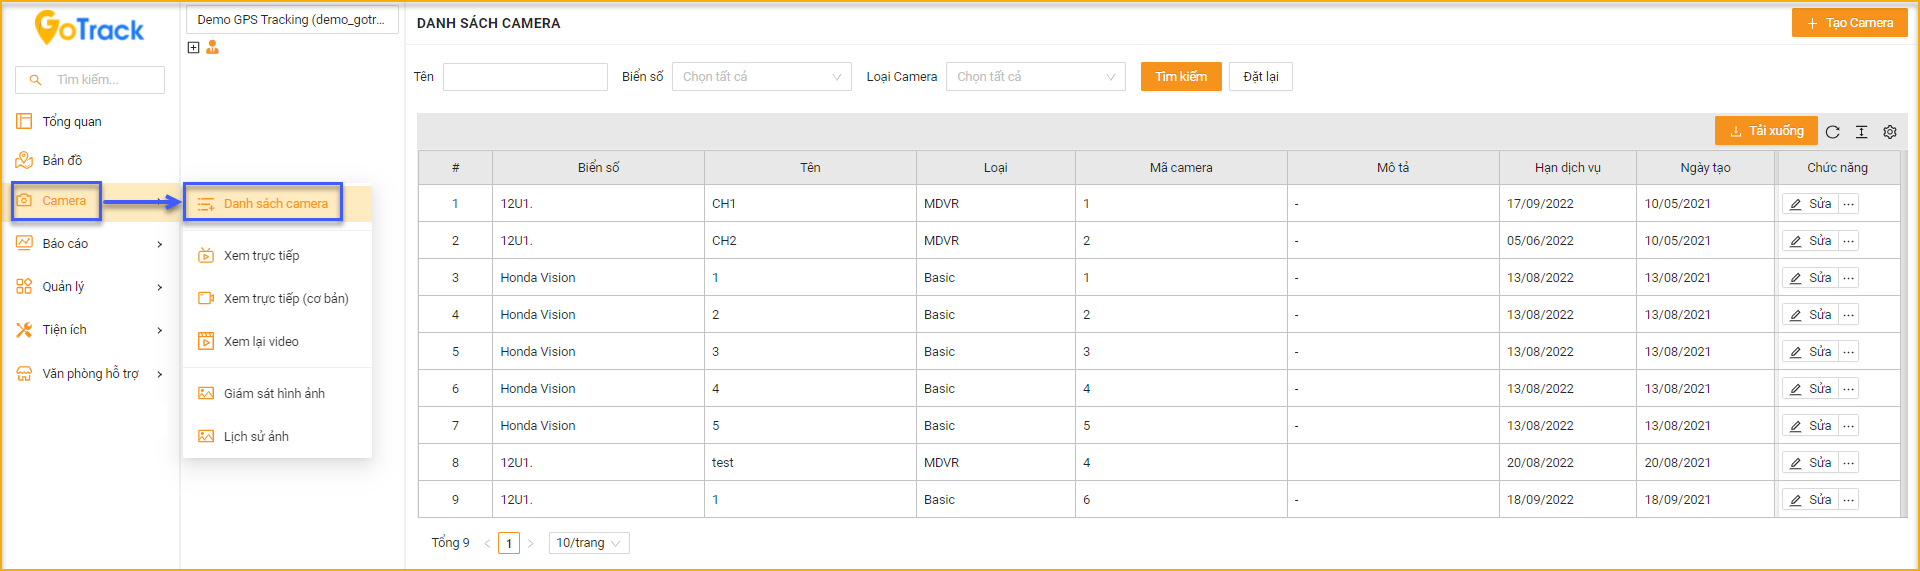 GoTrack
Tìm kiếm...
Tổng quan
Bản đồ
Camera
Báo cáo
Quản lý
Tiện ích
Văn phòng hỗ trợ
Demo GPS Tracking (demo_gotr...
Danh sách camera
Xem trực tiếp
Xem trực tiếp (cơ bản)
Xem lại video
Giám sát hình ảnh
Lịch sử ảnh
DANH SÁCH CAMERA
+ Tạo Camera
Tên Biển số Chọn tất cả Loại Camera Chọn tất cả Tìm kiếm Đặt lại
Tải xuống
# Biển số Tên Loại Mã camera Mô tả Hạn dịch vụ Ngày tạo Chức năng
1 12U1. CH1 MDVR 1 - 17/09/2022 10/05/2021 Sửa ...
2 12U1. CH2 MDVR 2 - 05/06/2022 10/05/2021 Sửa ...
3 Honda Vision 1 Basic 1 - 13/08/2022 13/08/2021 Sửa ...
4 Honda Vision 2 Basic 2 - 13/08/2022 13/08/2021 Sửa ...
5 Honda Vision 3 Basic 3 - 13/08/2022 13/08/2021 Sửa ...
6 Honda Vision 4 Basic 4 - 13/08/2022 13/08/2021 Sửa ...
7 Honda Vision 5 Basic 5 - 13/08/2022 13/08/2021 Sửa ...
8 12U1. test MDVR 4 20/08/2022 20/08/2021 Sửa ...
9 12U1. 1 Basic 6 - 18/09/2022 18/09/2021 Sửa ...
Tổng 9 < 1 > 10/trang